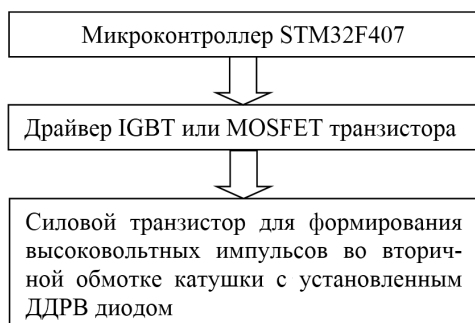 Микроконтроллер STM32F407
Драйвер IGBT или MOSFET транзистора
Силовой транзистор для формирования
высоковольтных импульсов во вторич-
ной обмотке катушки с установленным
ДДРВ диодом